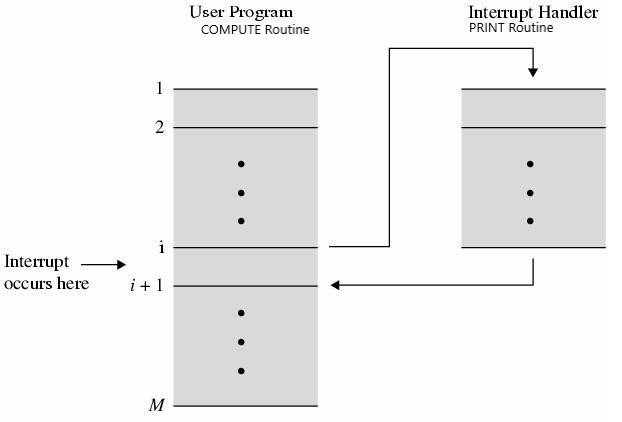 User Program
COMPUTE Routine
Interrupt Handler
PRINT Routine
1
2
i
Interrupt
occurs here
i + 1
M